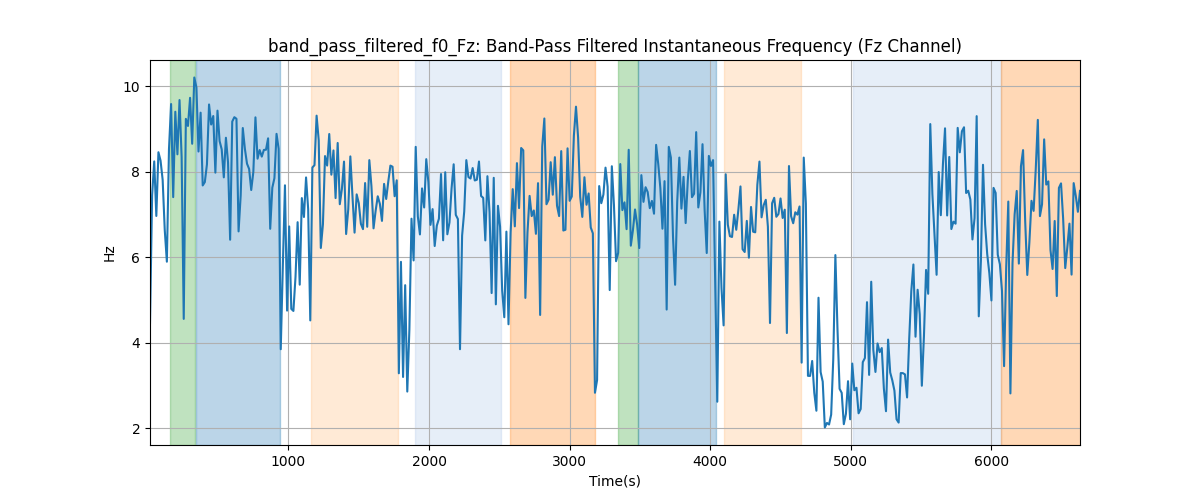 band_pass_filtered_f0_Fz: Band-Pass Filtered Instantaneous Frequency (Fz Channel)
10
8
6
4
2
Hz
1000 2000 3000 4000 5000 6000
Time(s)